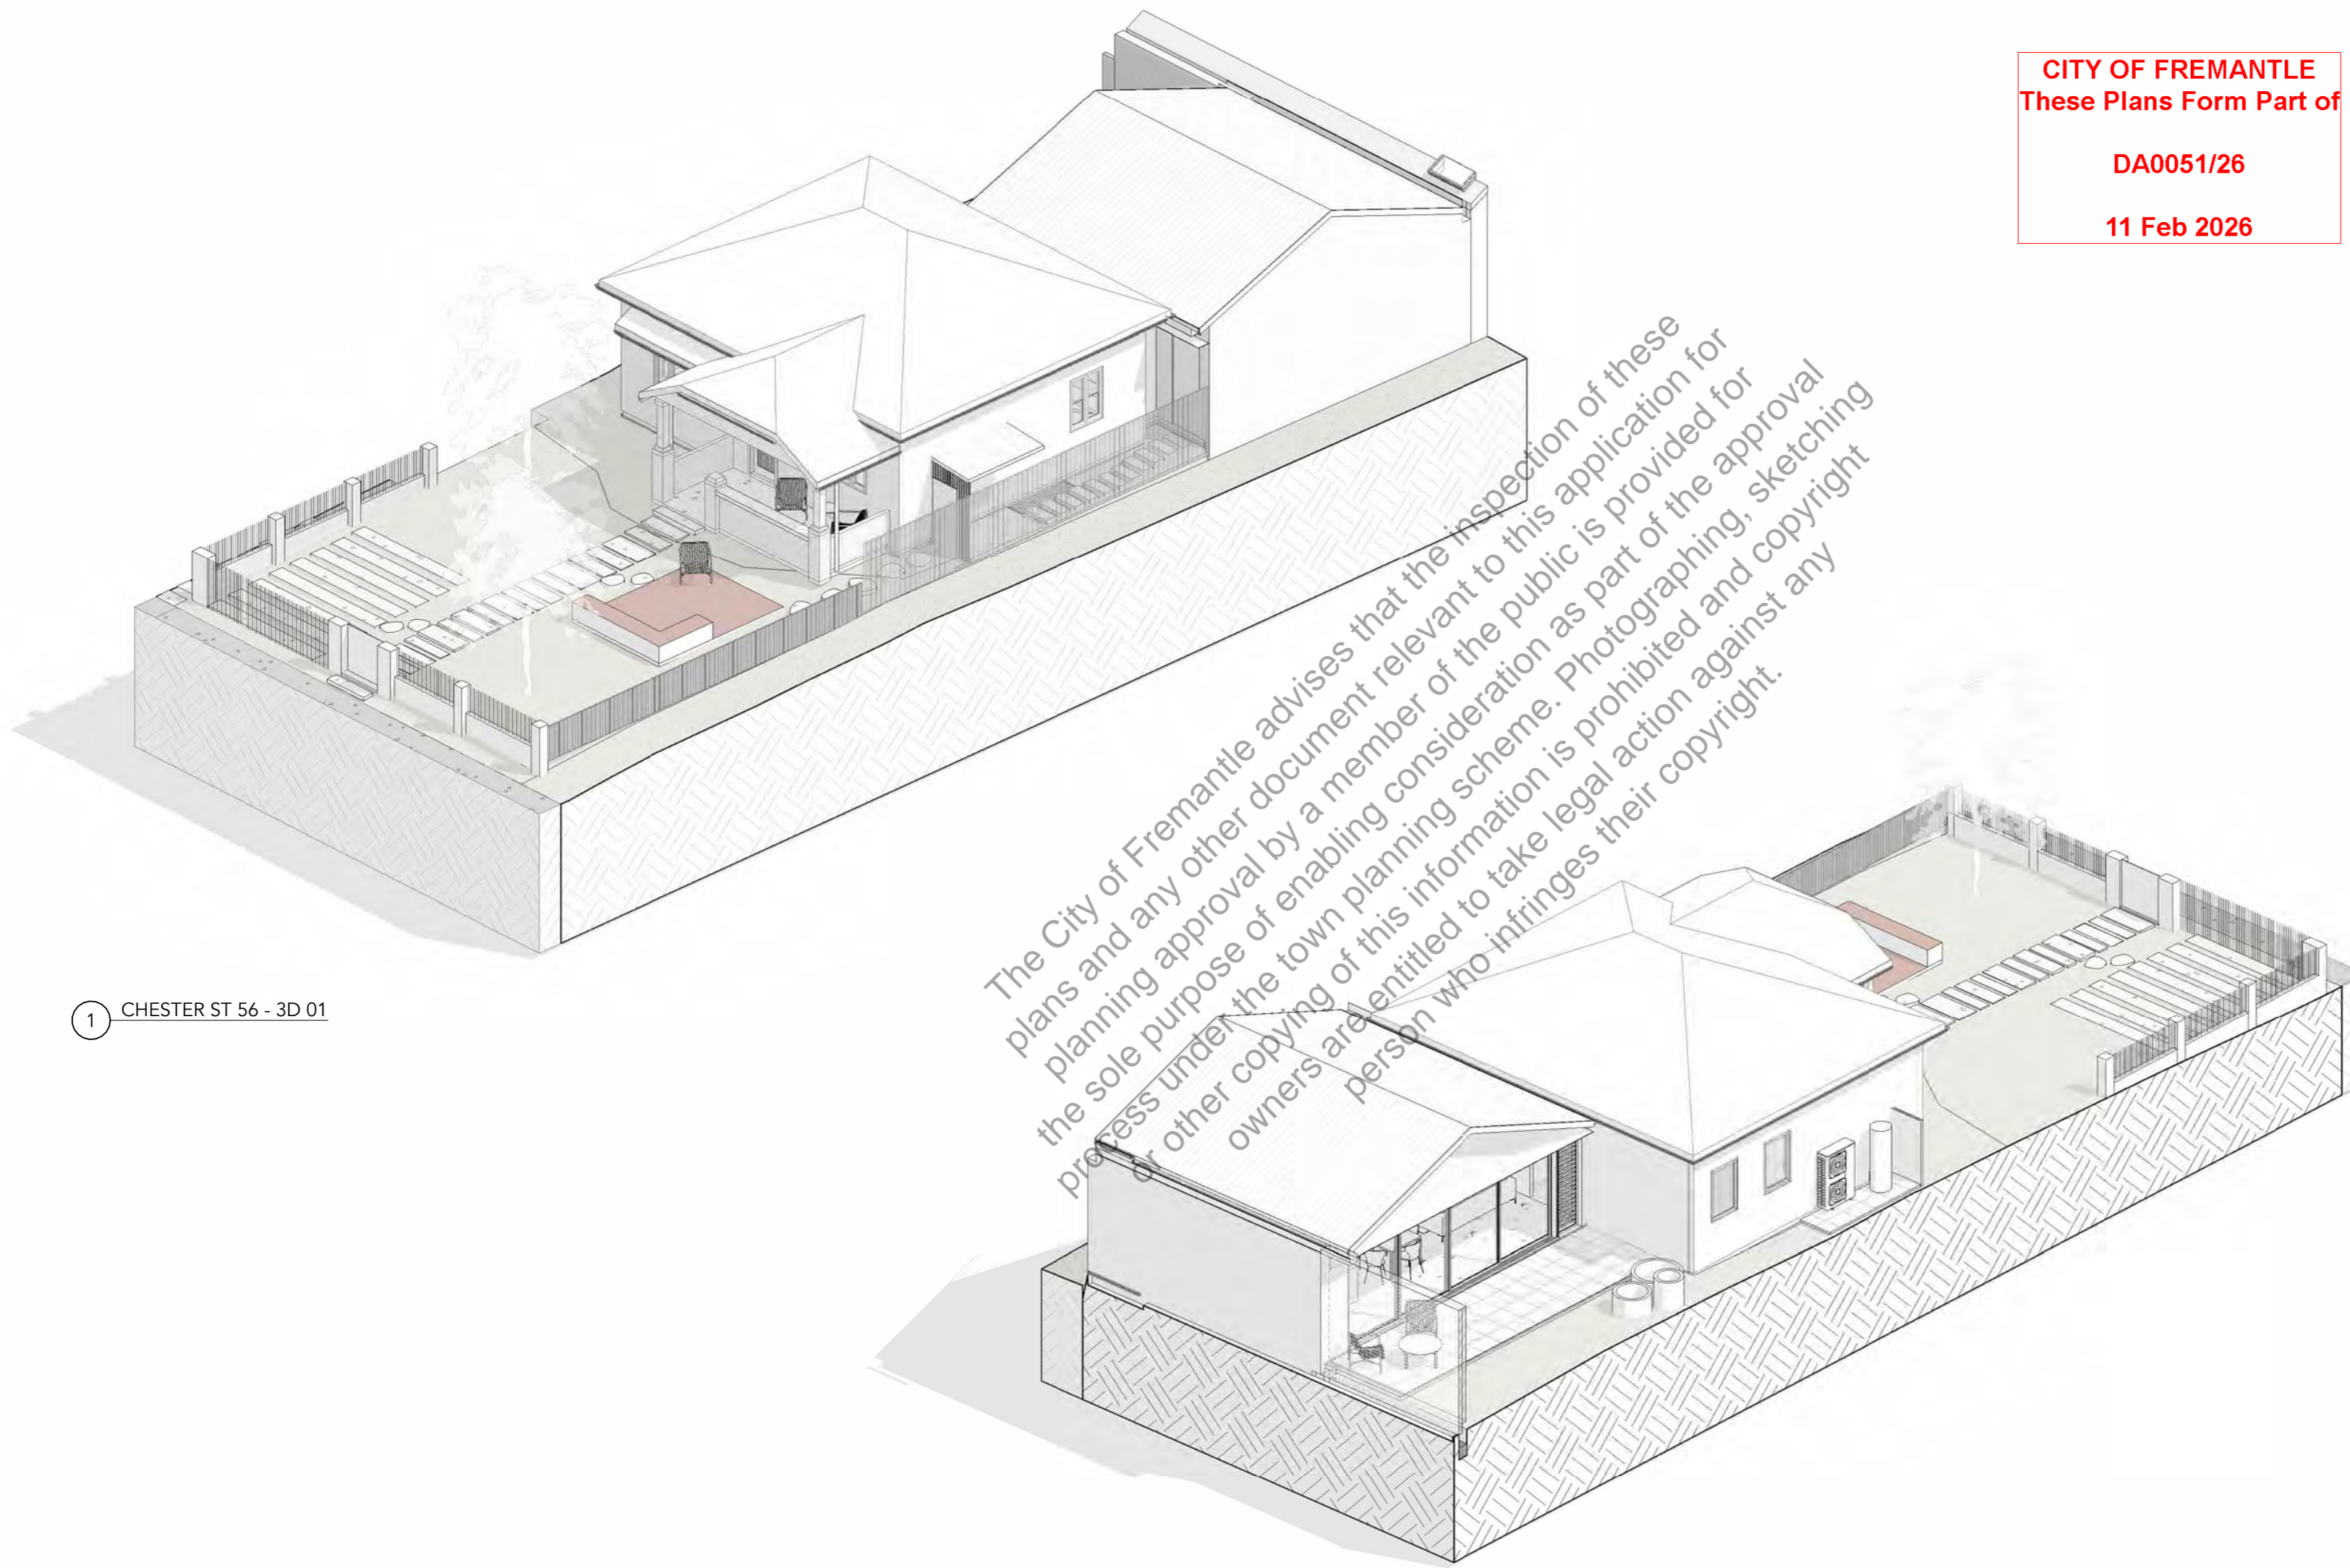 CITY OF FREMANTLE
These Plans Form Part of
DA0051/26
11 Feb 2026
The City of Fremantle advises that the inspection of these
plans and any other document relevant to this application for
planning approval by a member of the public is provided for
the sole purpose of enabling consideration as part of the approval
process under the town planning scheme. Photographing, sketching
or other copying of this information is prohibited and copyright
owners are entitled to take legal action against any
person who infringes their copyright.
1 CHESTER ST 56 - 3D 01